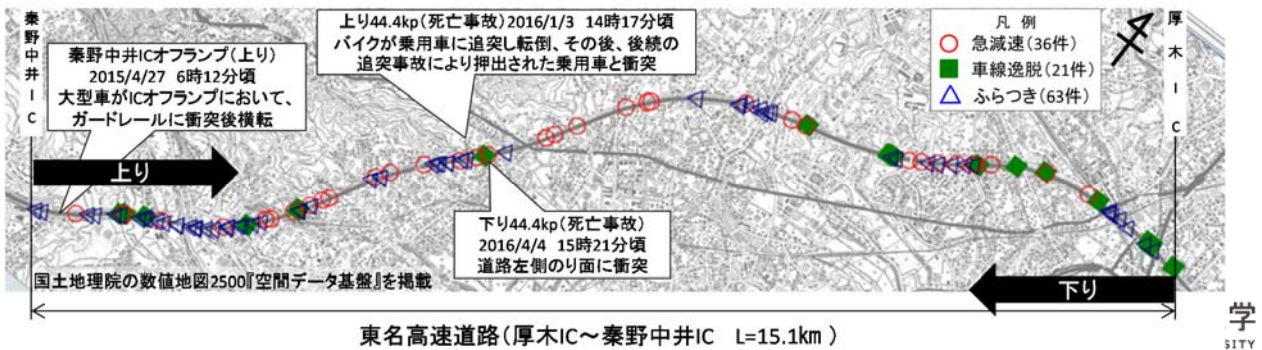 秦野中井IC
秦野中井ICオフランプ(上り)
2015/4/27 6時12分頃
大型車がICオフランプにおいて、
ガードレールに衝突後横転
上り44.4kp(死亡事故)2016/1/3 14時17分頃
バイクが乗用車に追突し転倒、その後、後続の
追突事故により押出された乗用車と衝突
凡 例
急減速(36件)
車線逸脱(21件)
ふらつき(63件)
厚木IC
上り
下り44.4kp(死亡事故)
2016/4/4 15時21分頃
道路左側のり面に衝突
国土地理院の数値地図2500『空間データ基盤』を掲載
下り
東名高速道路(厚木IC~秦野中井IC L=15.1km)
学
SITY